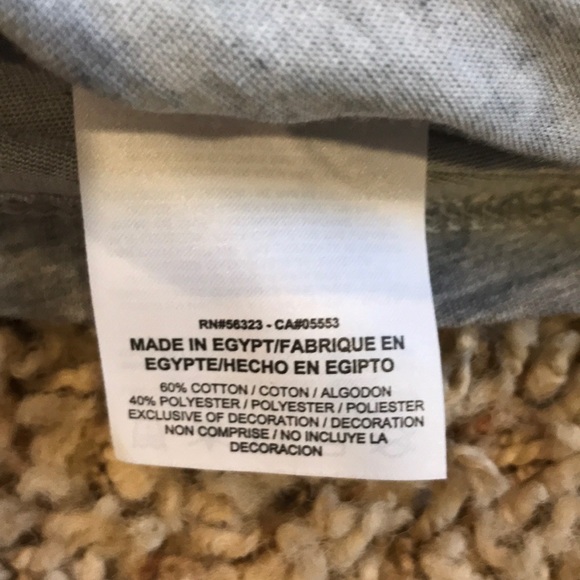 RN#56323 - CA#05553
MADE IN EGYPT/FABRIQUE EN
EGYPTE/HECHO EN EGIPTO
60% COTTON / COTON / ALGODON
40% POLYESTER / POLYESTER / POLIESTER
EXCLUSIVE OF DECORATION / DECORATION
NON COMPRISE / NO INCLUYE LA
DECORACION